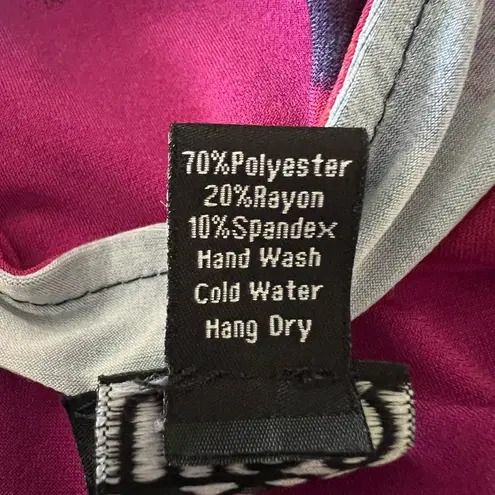 70%Polyester
20%Rayon
10%Spandex
Hand Wash
Cold Water
Hang Dry